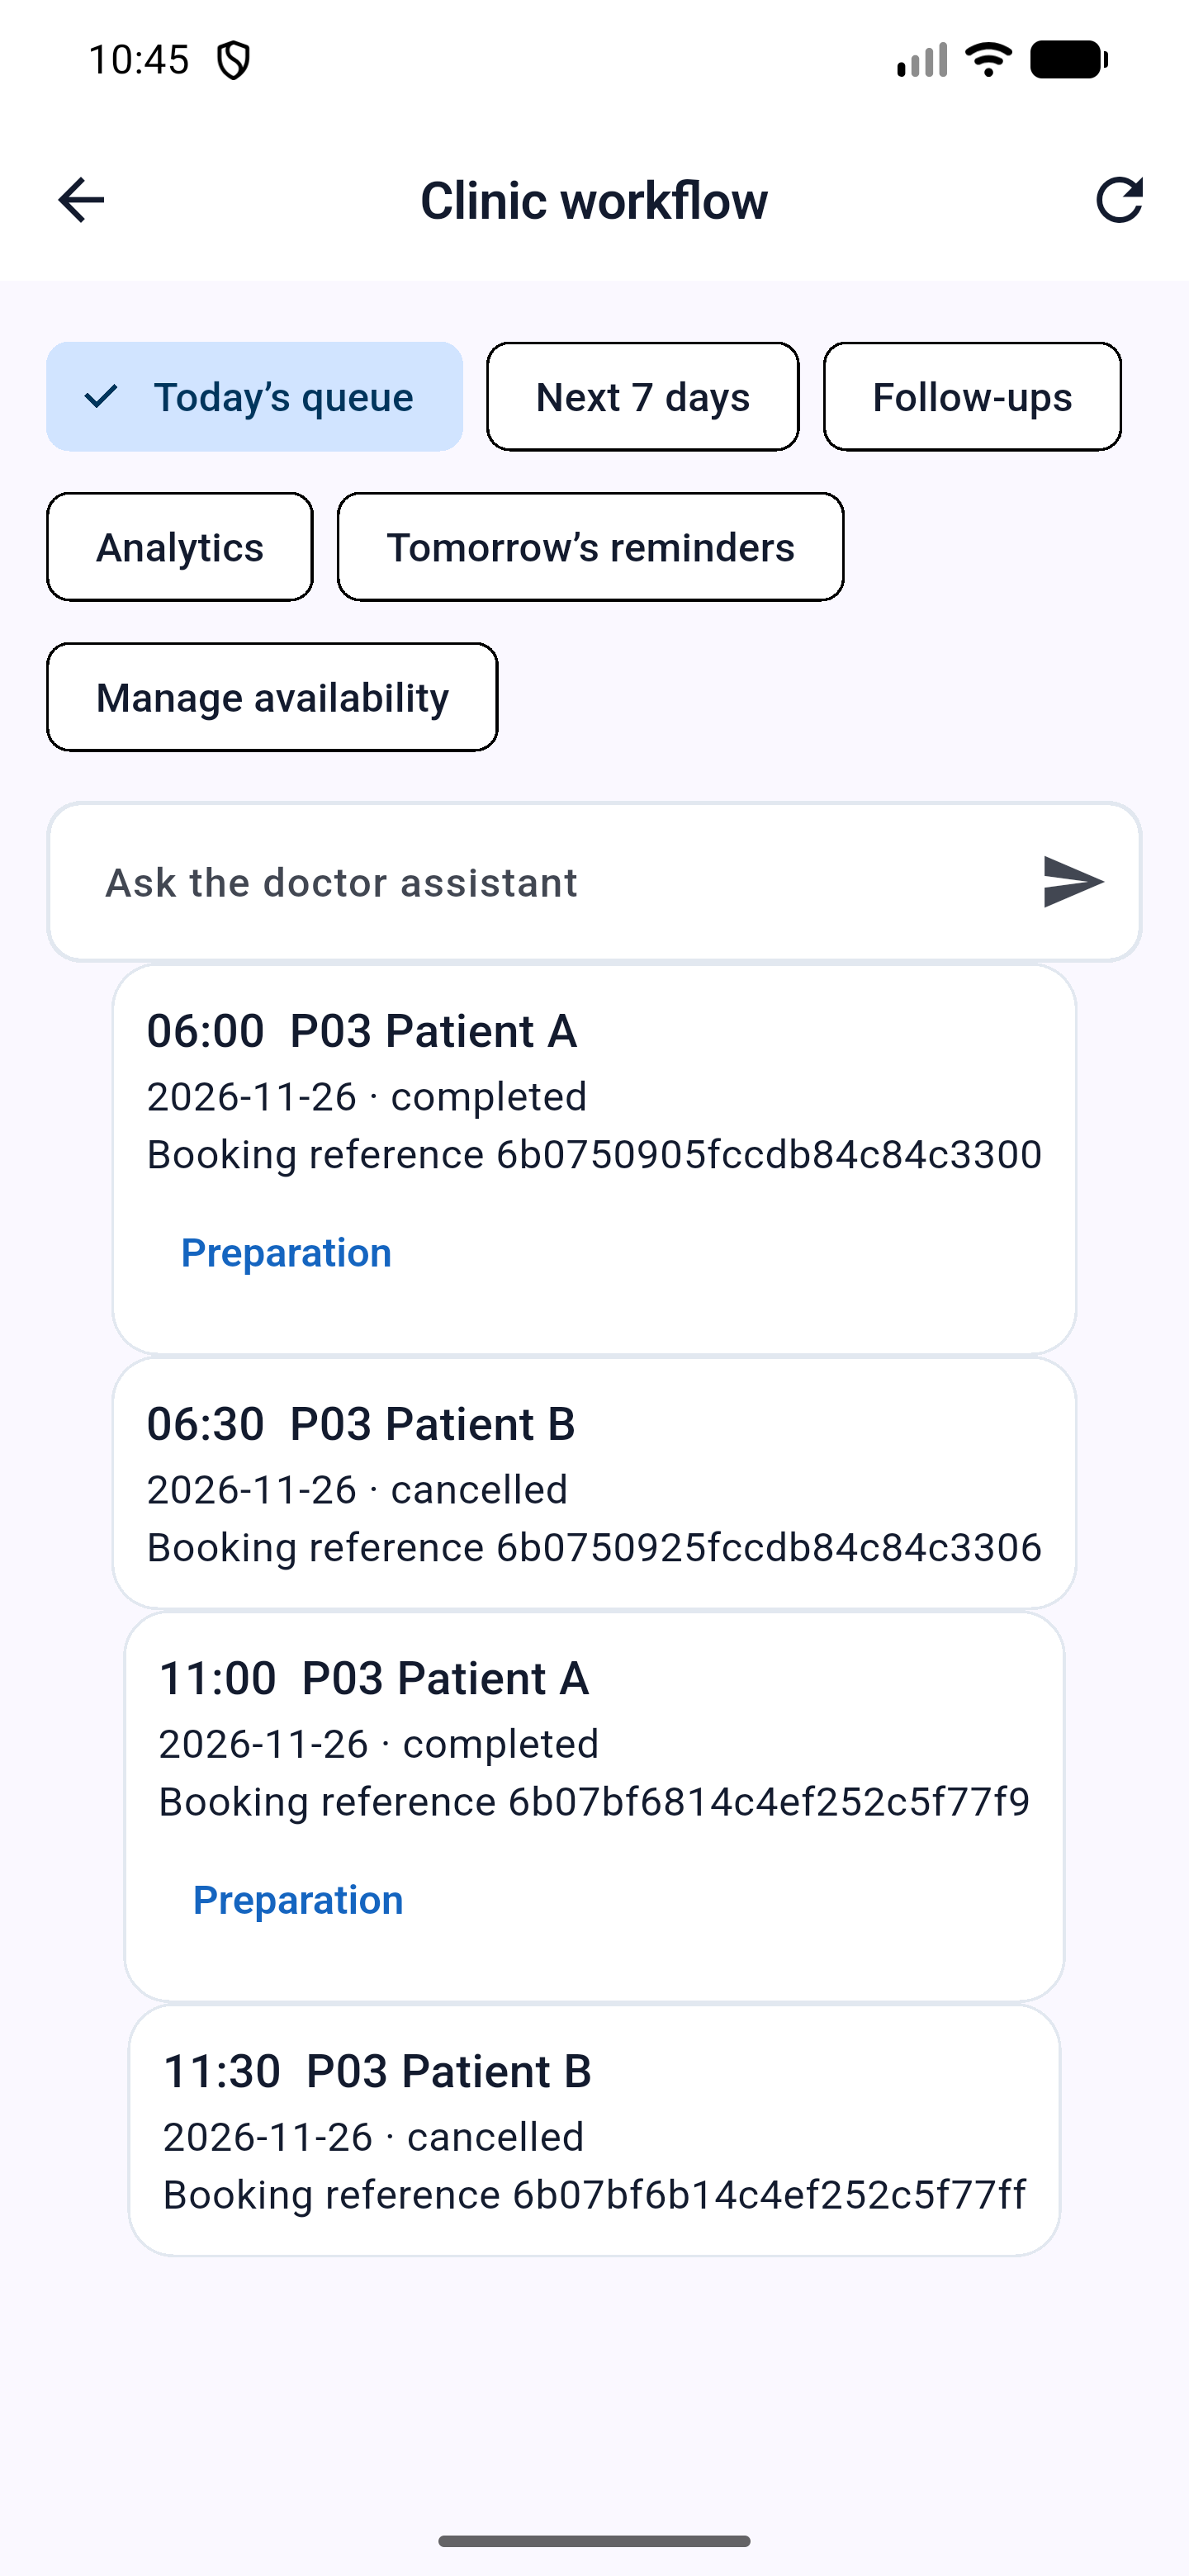 10:45
Clinic workflow
Today’s queue
Next 7 days
Follow-ups
Analytics
Tomorrow’s reminders
Manage availability
Ask the doctor assistant
06:00 P03 Patient A
2026-11-26 · completed
Booking reference 6b0750905fccdb84c84c3300
Preparation
06:30 P03 Patient B
2026-11-26 · cancelled
Booking reference 6b0750925fccdb84c84c3306
11:00 P03 Patient A
2026-11-26 · completed
Booking reference 6b07bf6814c4ef252c5f77f9
Preparation
11:30 P03 Patient B
2026-11-26 · cancelled
Booking reference 6b07bf6b14c4ef252c5f77ff